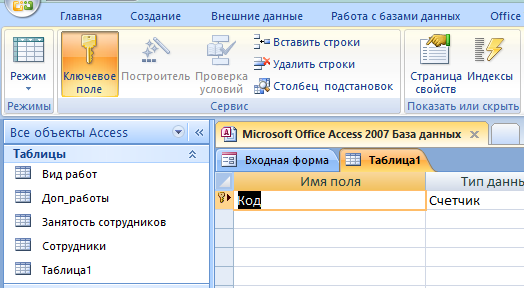 Главная Создание Внешние данные Работа с базами данных Office
Режим
Режимы
Ключевое поле
Построитель
Проверка условий
Вставить строки
Удалить строки
Столбец подстановок
Сервис
Страница свойств
Индексы
Показать или скрыть
Все объекты Access
Таблицы
Вид работ
Доп_работы
Занятость сотрудников
Сотрудники
Таблица1
Microsoft Office Access 2007 База данных
Входная форма Таблица1
Имя поля Тип данны
Код Счетчик